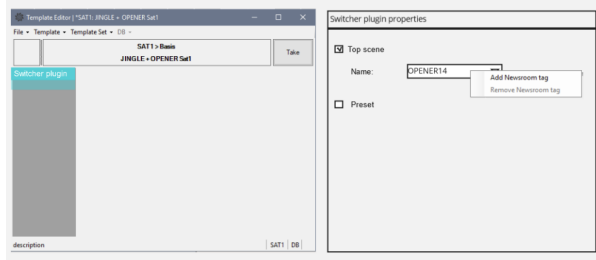 Template Editor | *SAT1: JINGLE + OPENER Sat1
File Template Template Set DB
SAT1 > Basis
JINGLE + OPENER Sat1
Take
Switcher plugin
description
SAT1 DB
Switcher plugin properties
Top scene
Name: OPENER14
Add Newsroom tag
Remove Newsroom tag
Preset